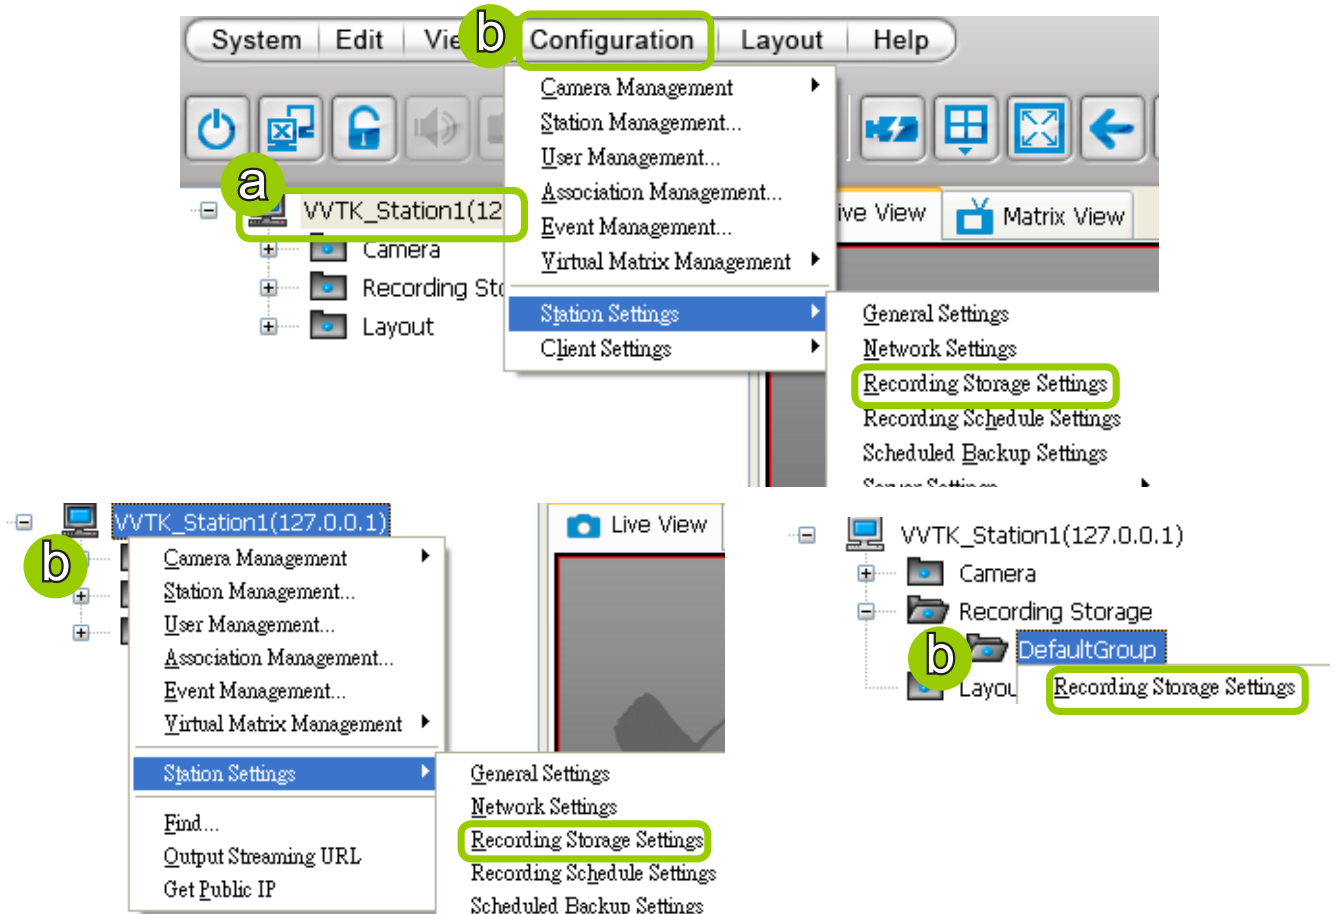 System Edit Vie b Configuration Layout Help
Camera Management
Station Management...
User Management...
Association Management...
Event Management...
Virtual Matrix Management
Station Settings
Client Settings
a
VVTK_Station1(12
Camera
Recording Sto
Layout
ive View Matrix View
General Settings
Network Settings
Recording Storage Settings
Recording Schedule Settings
Scheduled Backup Settings
Server Settings
VVTK_Station1(127.0.0.1)
b
Camera Management
Station Management...
User Management...
Association Management...
Event Management...
Virtual Matrix Management
Station Settings
Find...
Output Streaming URL
Get Public IP
Live View
General Settings
Network Settings
Recording Storage Settings
Recording Schedule Settings
Scheduled Backup Settings
VVTK_Station1(127.0.0.1)
Camera
Recording Storage
b DefaultGroup
Layou Recording Storage Settings